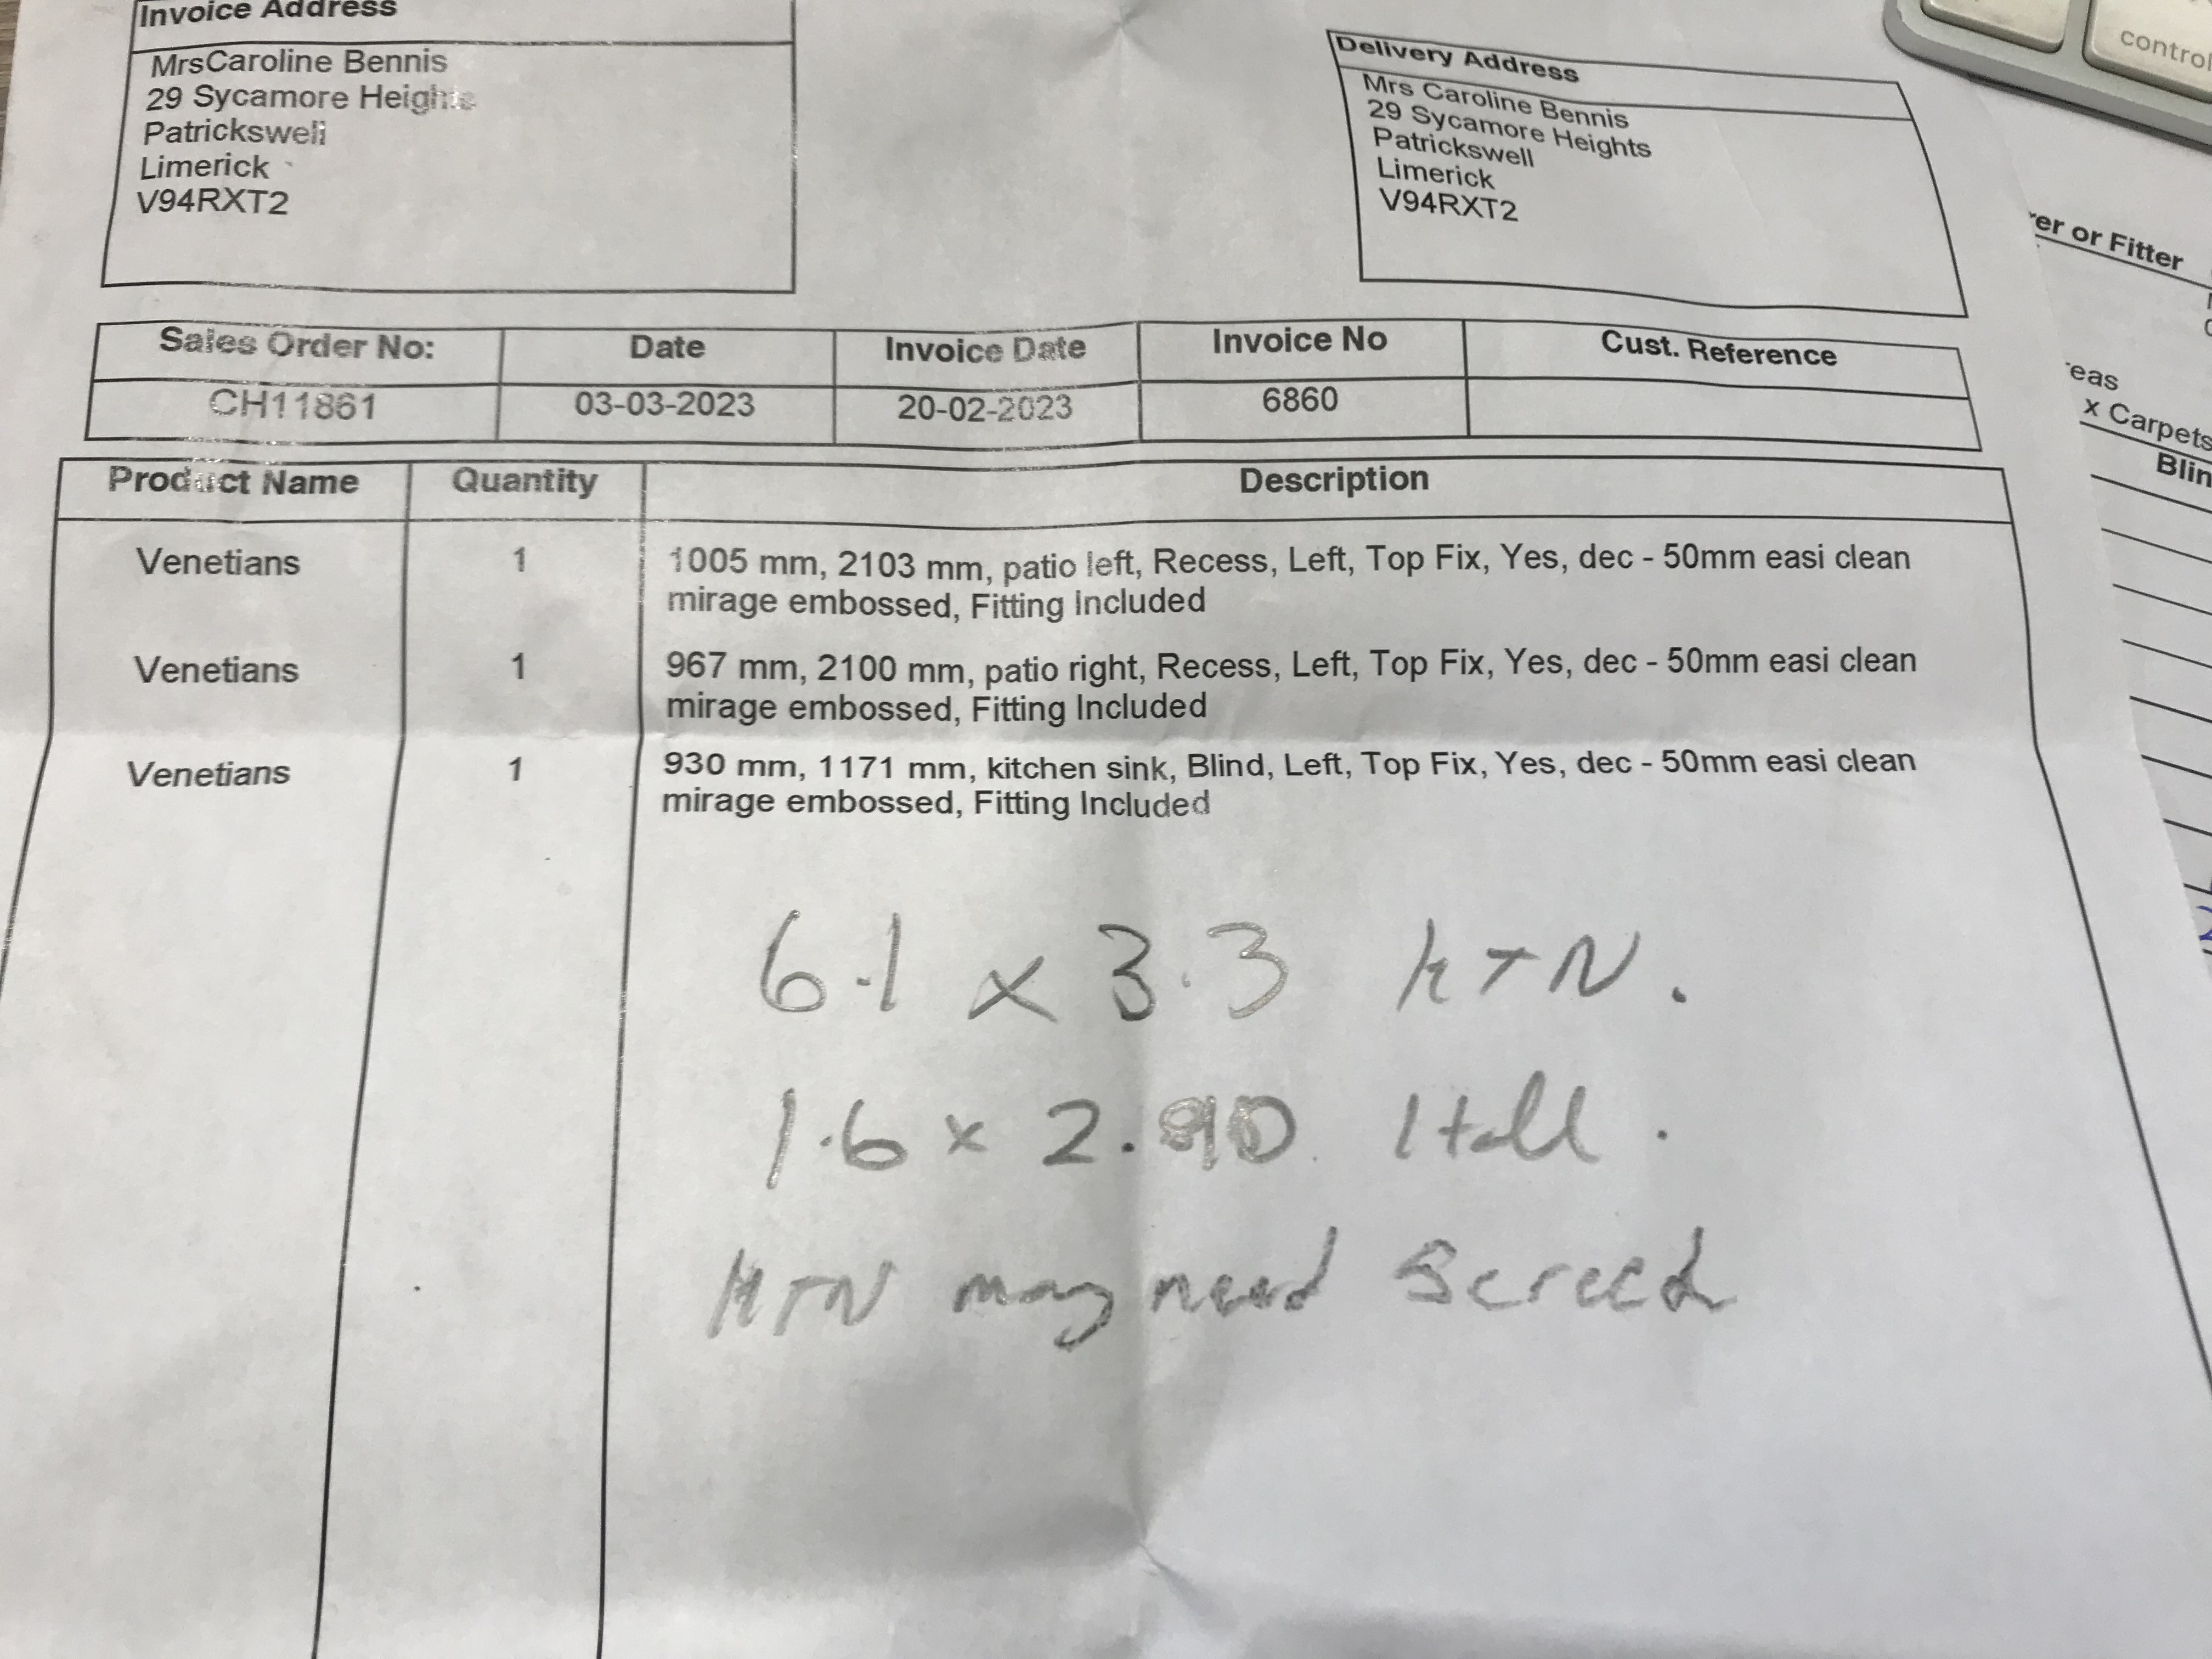 Invoice Address
MrsCaroline Bennis
29 Sycamore Heights
Patrickswell
Limerick
V94RXT2
Delivery Address
Mrs Caroline Bennis
29 Sycamore Heights
Patrickswell
Limerick
V94RXT2
Sales Order No: Date Invoice Date Invoice No Cust. Reference
CH11861 03-03-2023 20-02-2023 6860
Product Name Quantity Description
Venetians 1 1005 mm, 2103 mm, patio left, Recess, Left, Top Fix, Yes, dec - 50mm easi clean
mirage embossed, Fitting Included
Venetians 1 967 mm, 2100 mm, patio right, Recess, Left, Top Fix, Yes, dec - 50mm easi clean
mirage embossed, Fitting Included
Venetians 1 930 mm, 1171 mm, kitchen sink, Blind, Left, Top Fix, Yes, dec - 50mm easi clean
mirage embossed, Fitting Included
6.1 x 3.3 KTN.
1.6 x 2.90 Hall.
KTN may need Screed
control
er or Fitter
eas
x Carpets
Blin